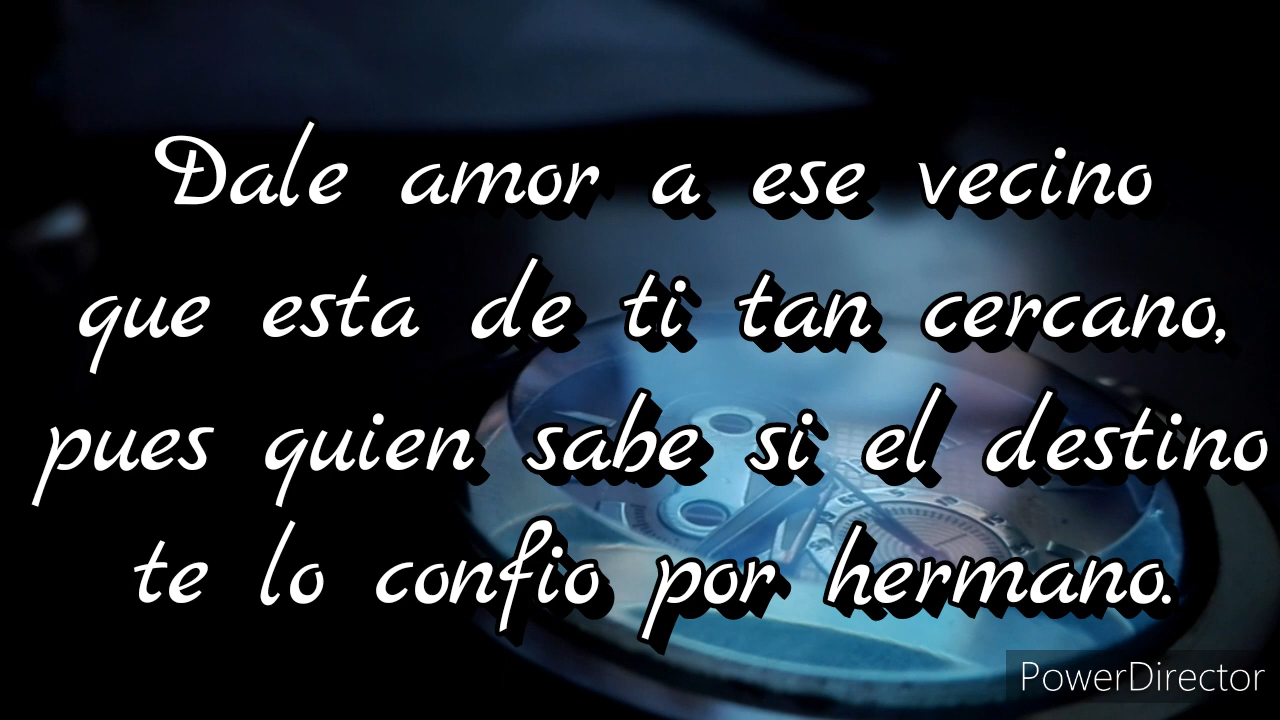 Dale amor a ese vecino
que esta de ti tan cercano,
pues quien sabe si el destino
te lo confio por hermano.
PowerDirector